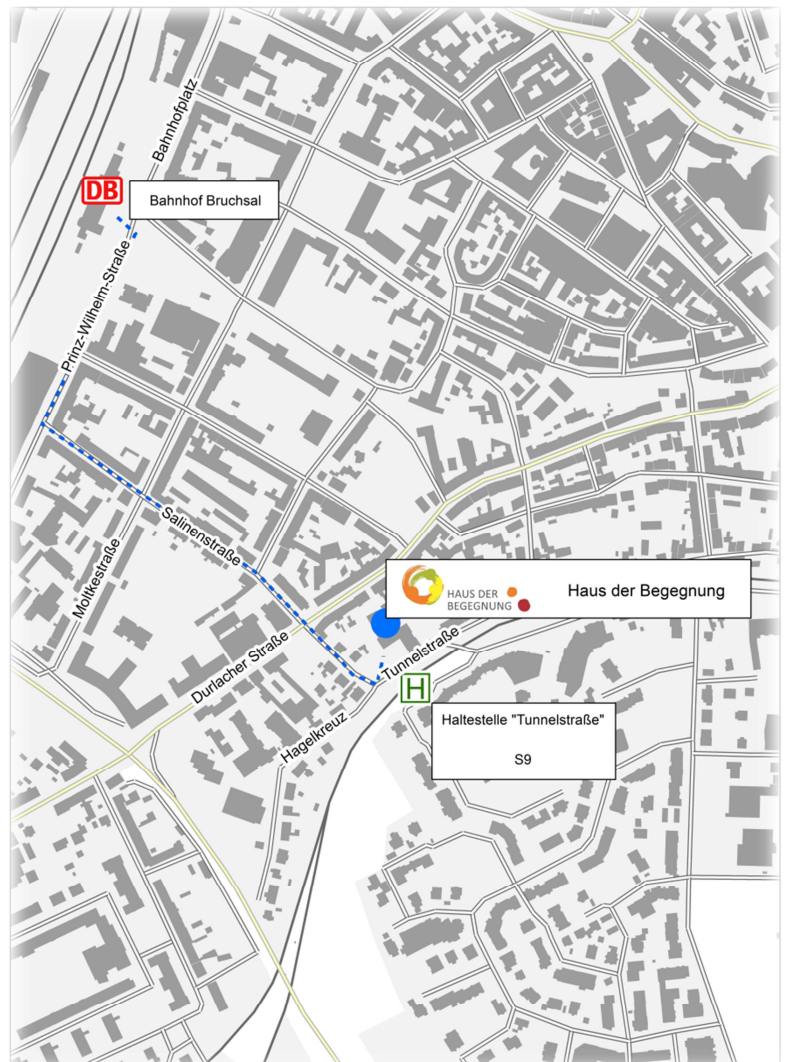 Bahnhofplatz
DB
Bahnhof Bruchsal
Prinz-Wilhelm-Straße
Salinenstraße
Moltkestraße
HAUS DER
BEGEGNUNG
Haus der Begegnung
Durlacher Straße
Tunnelstraße
H
Hagelkreuz
Haltestelle "Tunnelstraße"
S9